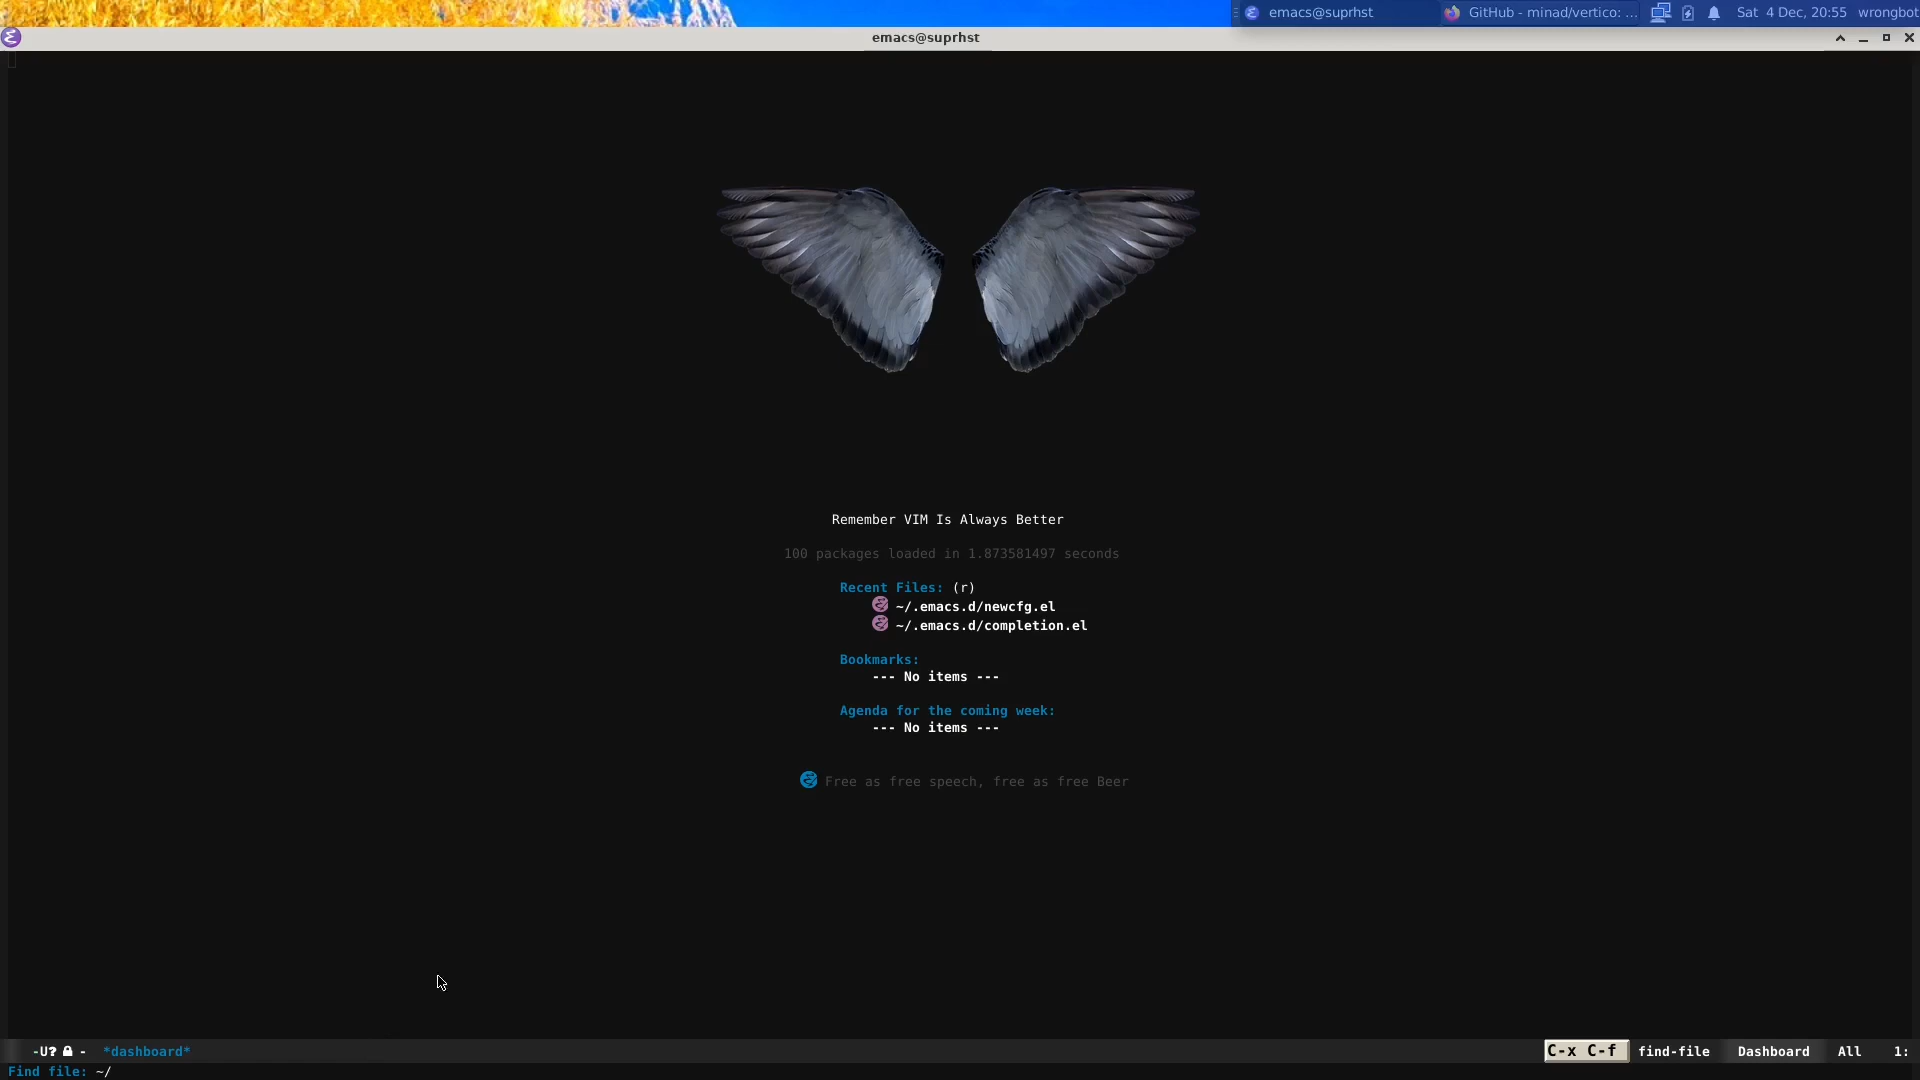 emacs@suprhst
GitHub - minad/vertico: ...
Sat 4 Dec, 20:55
wrongbot
emacs@suprhst
Remember VIM Is Always Better
100 packages loaded in 1.873581497 seconds
Recent Files: (r)
~/.emacs.d/newcfg.el
~/.emacs.d/completion.el
Bookmarks:
--- No items ---
Agenda for the coming week:
--- No items ---
Free as free speech, free as free Beer
-U? - *dashboard*
C-x C-f find-file Dashboard All 1:
Find file: ~/